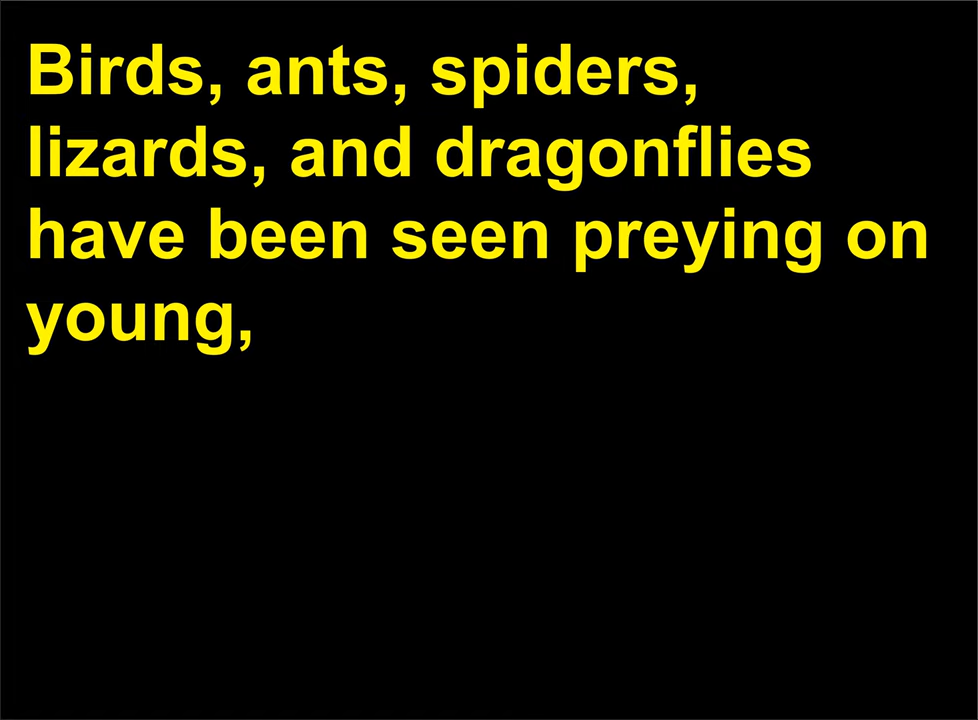 Birds, ants, spiders,
lizards, and dragonflies
have been seen preying on
young,